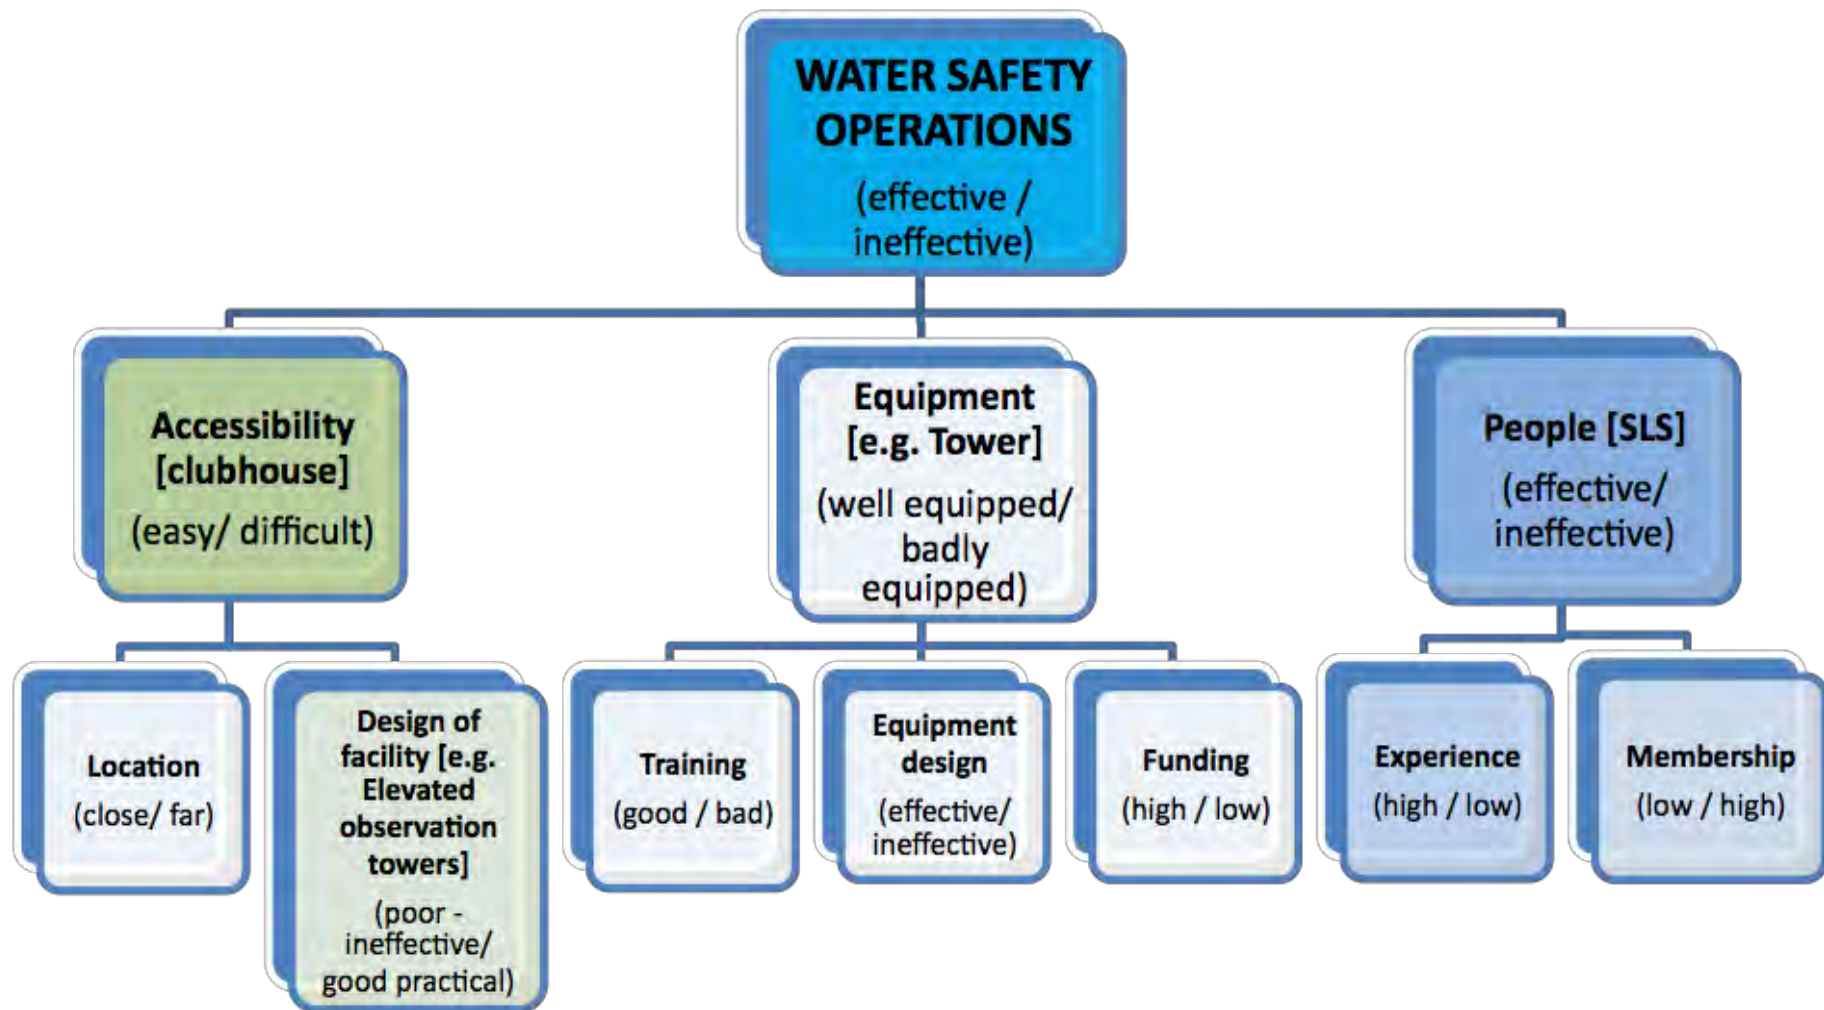 WATER SAFETY
OPERATIONS
(effective /
ineffective)
Accessibility
[clubhouse]
(easy/ difficult)
Equipment
[e.g. Tower]
(well equipped/
badly
equipped)
People [SLS]
(effective/
ineffective)
Location
(close/ far)
Design of
facility [e.g.
Elevated
observation
towers]
(poor -
ineffective/
good practical)
Training
(good / bad)
Equipment
design
(effective/
ineffective)
Funding
(high / low)
Experience
(high / low)
Membership
(low / high)